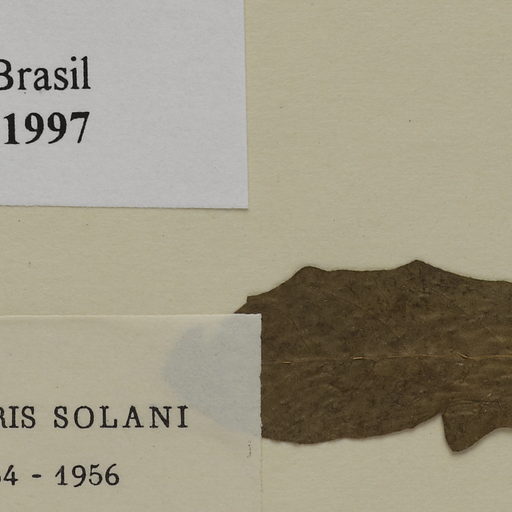 Brasil
1997
RIS SOLANI
4 - 1956